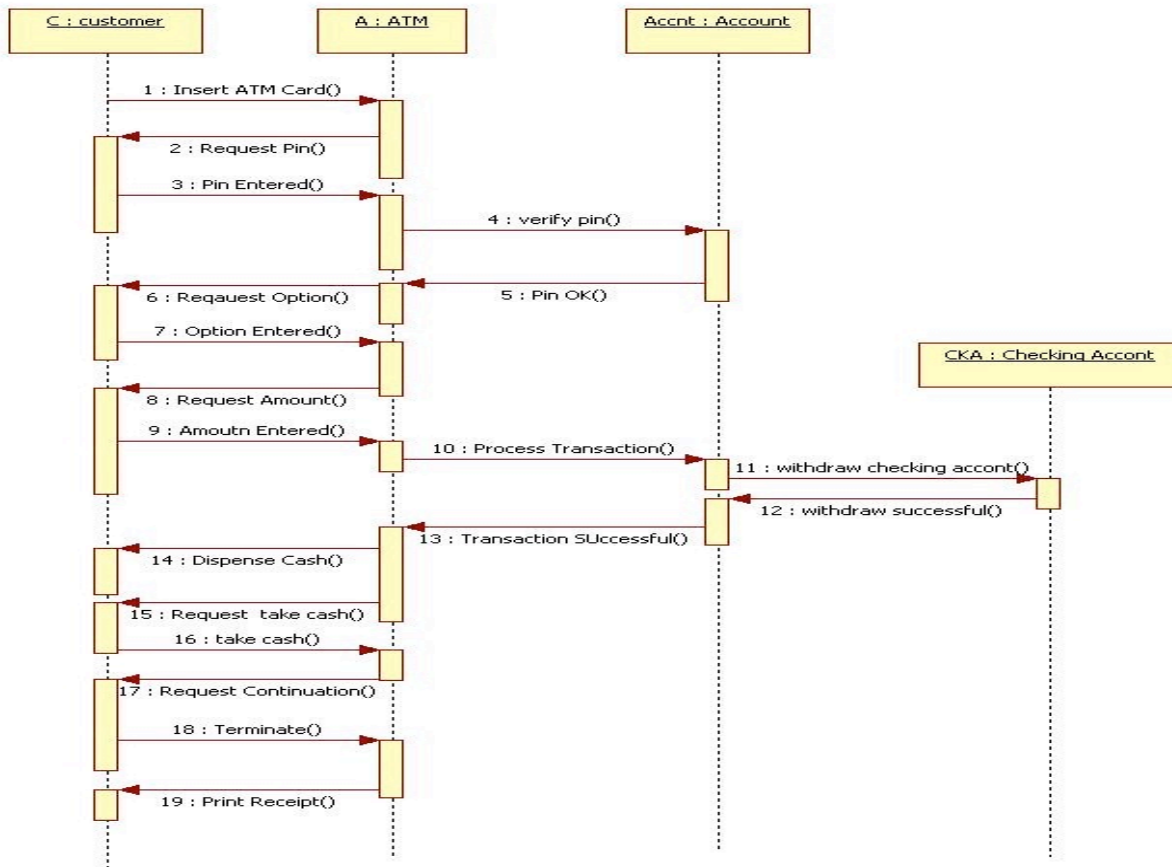 C : customer
A : ATM
Accnt : Account
1 : Insert ATM Card()
2 : Request Pin()
3 : Pin Entered()
4 : verify pin()
5 : Pin OK()
6 : Reqauest Option()
7 : Option Entered()
CKA : Checking Accont
8 : Request Amount()
9 : Amoutn Entered()
10 : Process Transaction()
11 : withdraw checking accont()
12 : withdraw successful()
13 : Transaction SUccessful()
14 : Dispense Cash()
15 : Request take cash()
16 : take cash()
17 : Request Continuation()
18 : Terminate()
19 : Print Receipt()